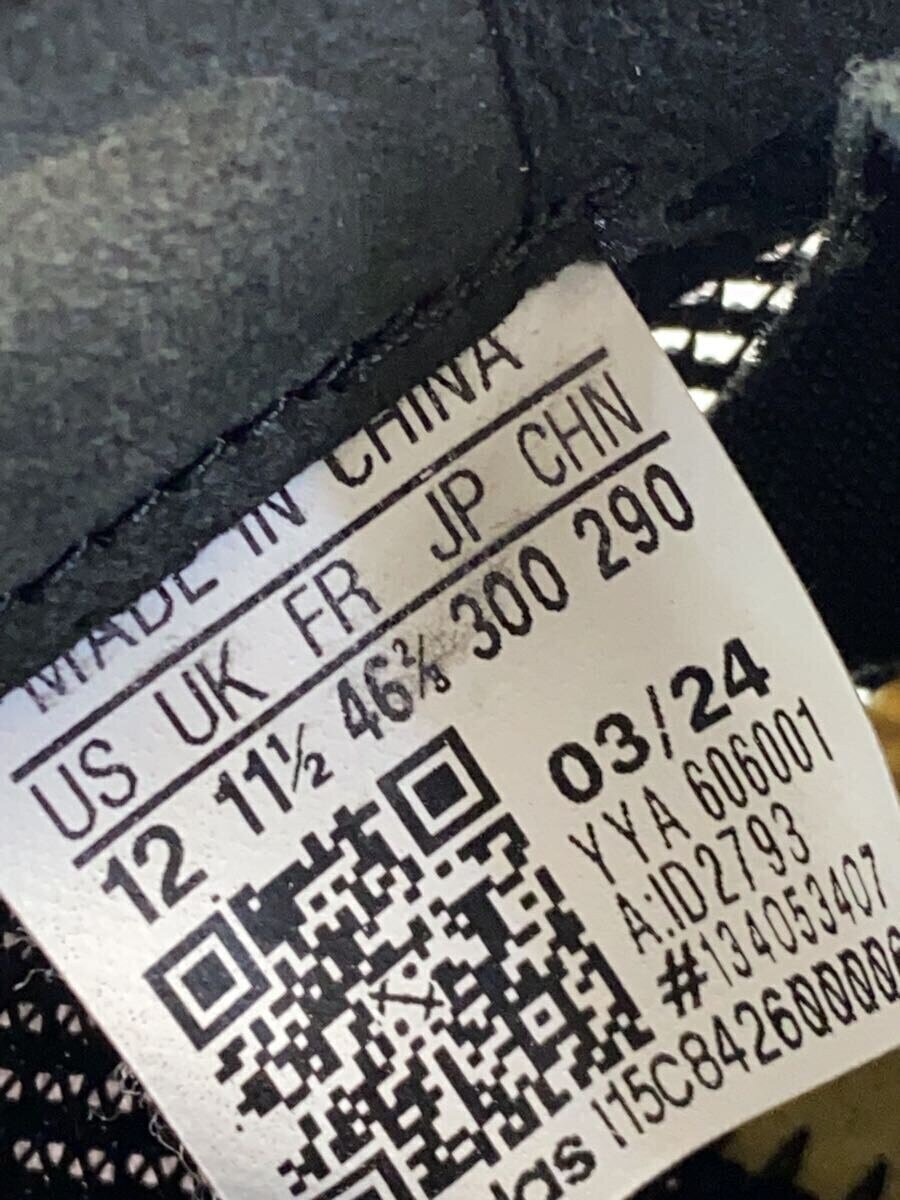 MADE IN CHINA
US UK FR JP CHN
12 11½ 46⅔ 300 290
03/24
YYA 606001
A:ID2793
#134053407